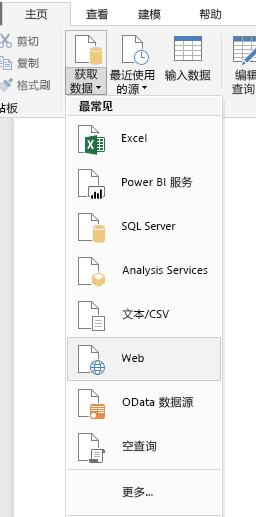 主页 查看 建模 帮助
剪切
复制
格式刷
贴板
获取
数据
最近使用
的源
输入数据
编辑
查询
最常见
Excel
Power BI 服务
SQL Server
Analysis Services
文本/CSV
Web
OData 数据源
空查询
更多...